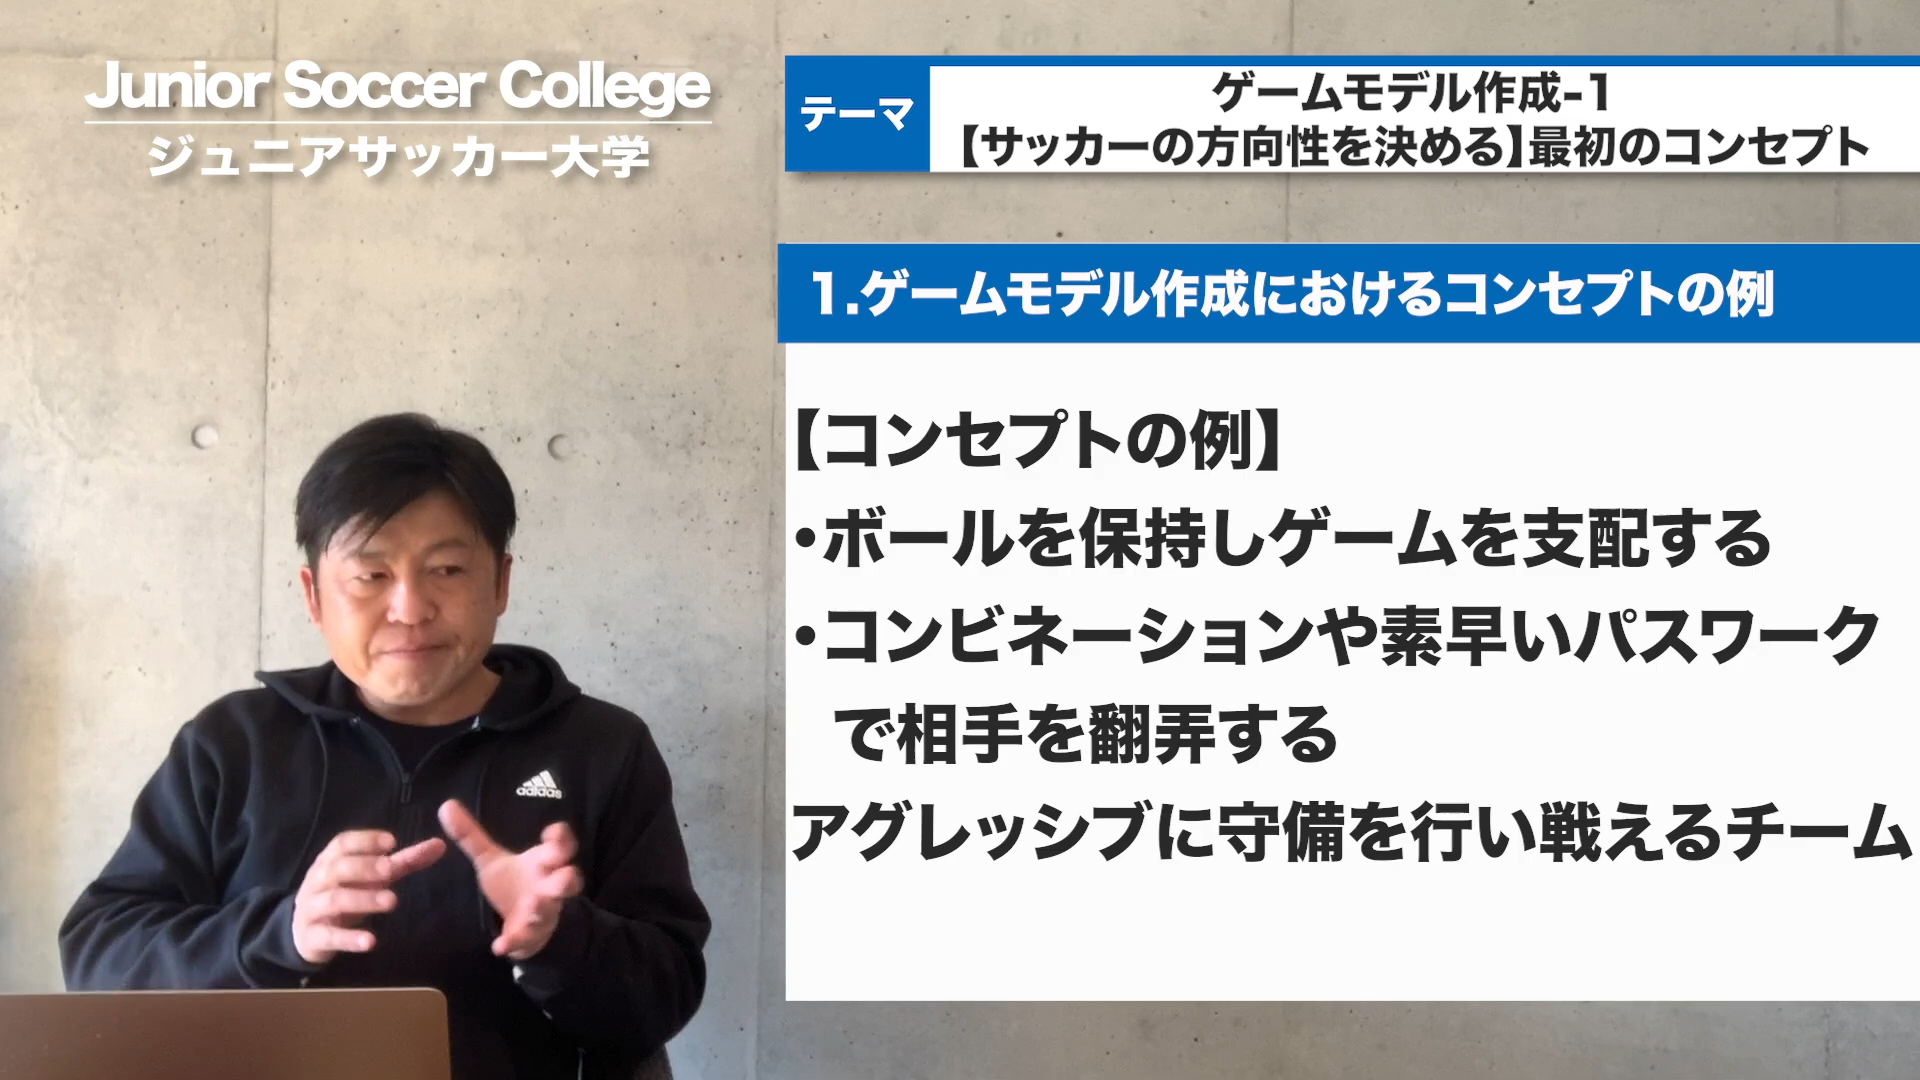 Junior Soccer College
ジュニアサッカー大学
テーマ
ゲームモデル作成-1
【サッカーの方向性を決める】最初のコンセプト
1.ゲームモデル作成におけるコンセプトの例
【コンセプトの例】
・ボールを保持しゲームを支配する
・コンビネーションや素早いパスワーク
で相手を翻弄する
アグレッシブに守備を行い戦えるチーム
adidas